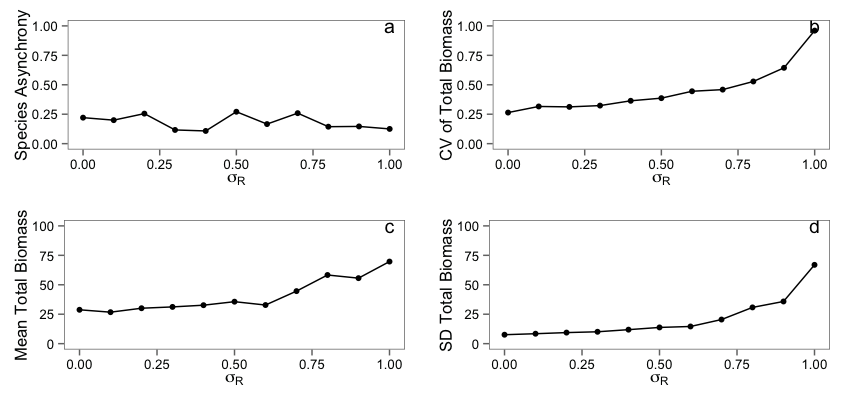 a
Species Asynchrony
1.00
0.75
0.50
0.25
0.00
0.00 0.25 0.50 0.75 1.00
σR
b
CV of Total Biomass
1.00
0.75
0.50
0.25
0.00
0.00 0.25 0.50 0.75 1.00
σR
c
Mean Total Biomass
100
75
50
25
0
0.00 0.25 0.50 0.75 1.00
σR
d
SD Total Biomass
100
75
50
25
0
0.00 0.25 0.50 0.75 1.00
σR